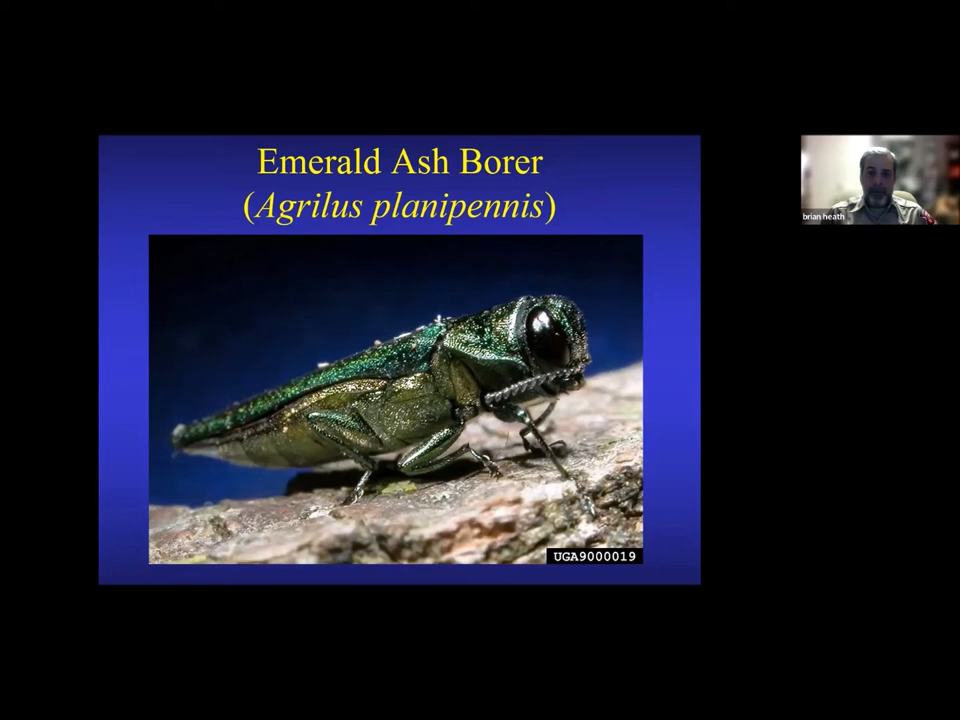 Emerald Ash Borer
(Agrilus planipennis)
brian heath
UGA9000019